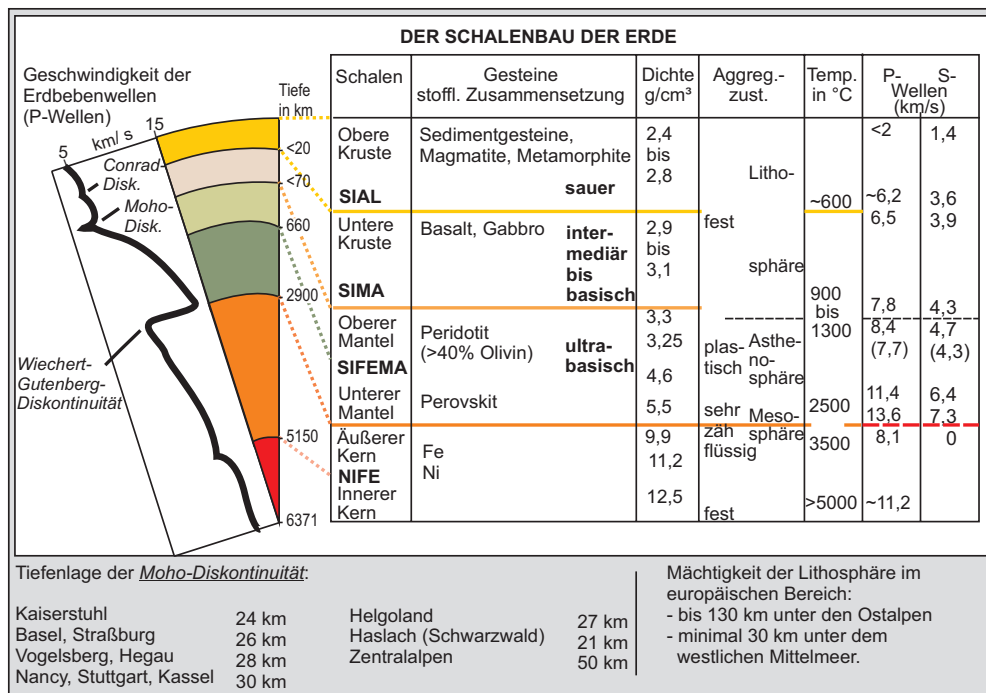 DER SCHALENBAU DER ERDE
Geschwindigkeit der
Erdbebenwellen
(P-Wellen)
5
km/ s
15
Tiefe
in km
<20
<70
660
2900
5150
6371
Conrad-
Disk.
Moho-
Disk.
Wiechert-
Gutenberg-
Diskontinuität
Schalen
Gesteine
stoffl. Zusammensetzung
Dichte
g/cm³
Aggreg.-
zust.
Temp.
in °C
P- S-
Wellen
(km/s)
Obere
Kruste
SIAL
Sedimentgesteine,
Magmatite, Metamorphite
sauer
2,4
bis
2,8
Untere
Kruste
SIMA
Basalt, Gabbro
inter-
mediär
bis
basisch
2,9
bis
3,1
Oberer
Mantel
SIFEMA
Peridotit
(>40% Olivin)
ultra-
basisch
3,3
3,25
4,6
Unterer
Mantel
Perovskit
5,5
Äußerer
Kern
NIFE
Innerer
Kern
Fe
Ni
9,9
11,2
12,5
fest
plas-
tisch
sehr
zäh
flüssig
fest
Litho-
sphäre
Asthe-
no-
sphäre
Meso-
sphäre
~600
900
bis
1300
2500
3500
>5000
<2 1,4
~6,2 3,6
6,5 3,9
7,8 4,3
8,4 4,7
(7,7) (4,3)
11,4 6,4
13,6 7,3
8,1 0
~11,2
Tiefenlage der Moho-Diskontinuität:
Kaiserstuhl 24 km
Basel, Straßburg 26 km
Vogelsberg, Hegau 28 km
Nancy, Stuttgart, Kassel 30 km
Helgoland 27 km
Haslach (Schwarzwald) 21 km
Zentralalpen 50 km
Mächtigkeit der Lithosphäre im
europäischen Bereich:
- bis 130 km unter den Ostalpen
- minimal 30 km unter dem
westlichen Mittelmeer.